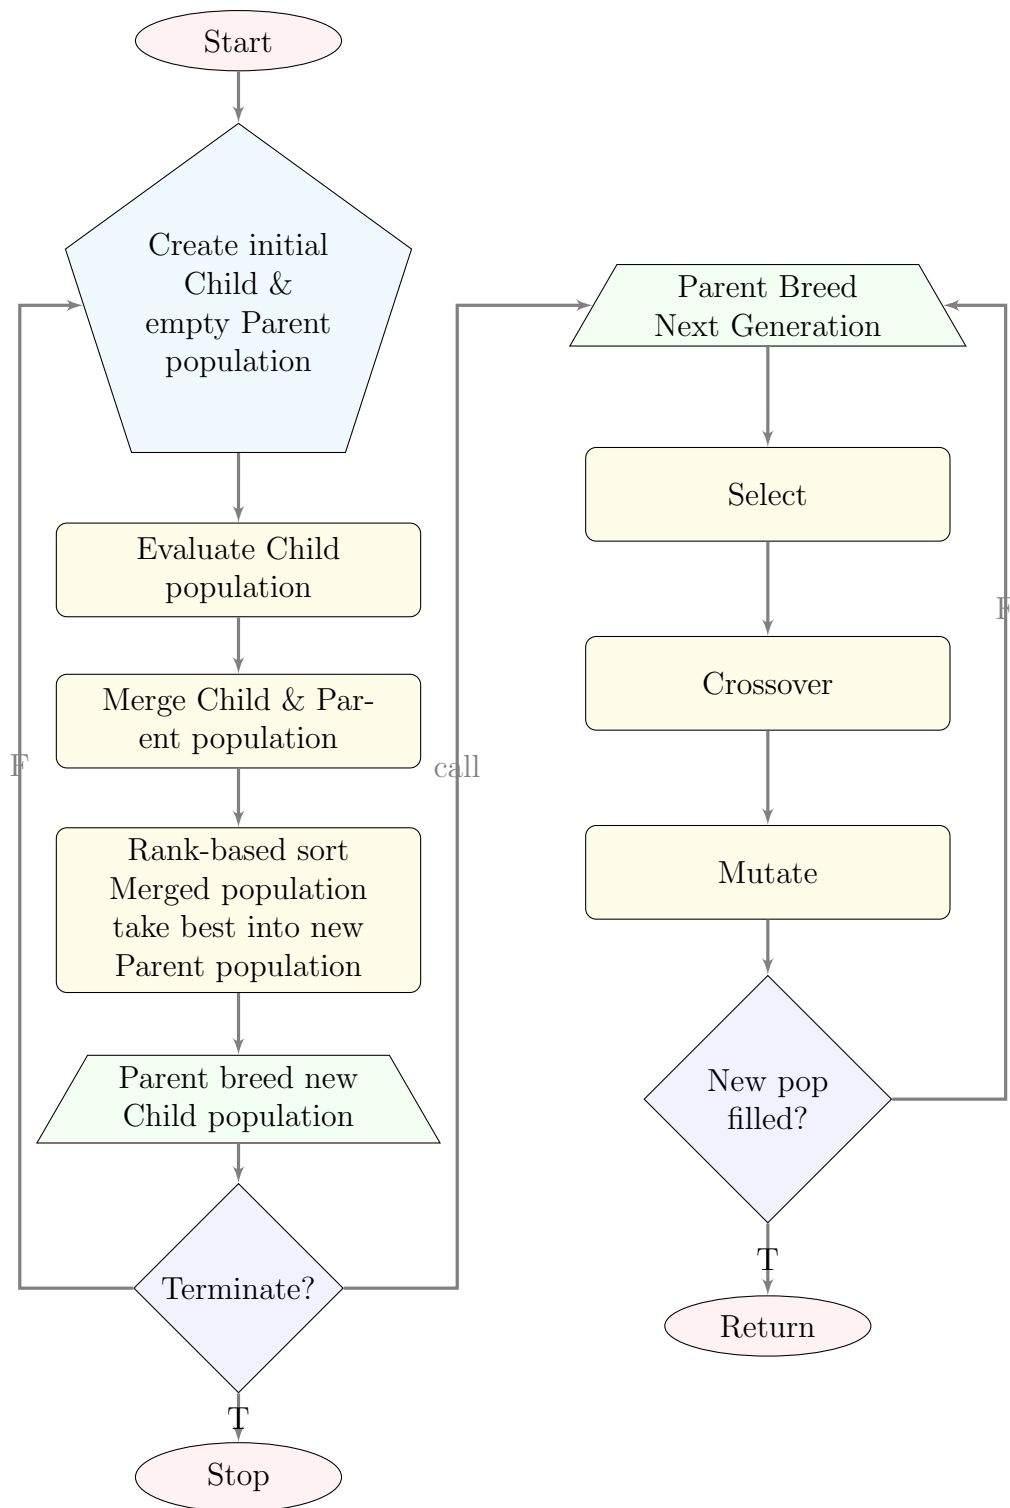 Start
Create initial
Child &
empty Parent
population
Evaluate Child
population
Merge Child & Par-
ent population
Rank-based sort
Merged population
take best into new
Parent population
Parent breed new
Child population
Terminate?
F
T
Stop
call
Parent Breed
Next Generation
Select
Crossover
Mutate
New pop
filled?
F
T
Return